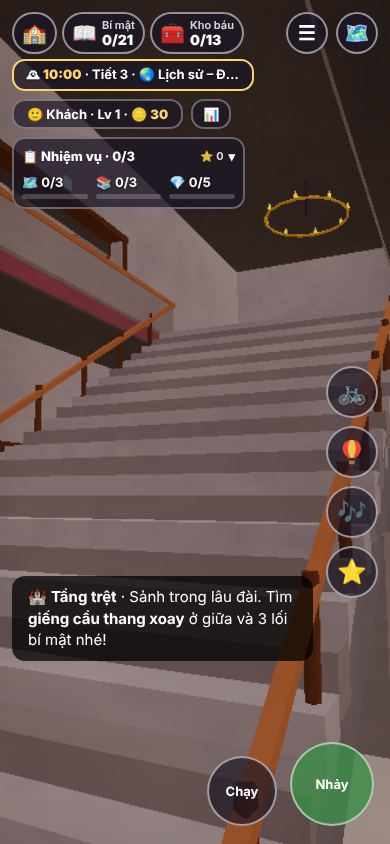 Bí mật
0/21
Kho báu
0/13
10:00 · Tiết 3 · Lịch sử – Đ...
Khách · Lv 1 · 30
Nhiệm vụ · 0/3
0 ▾
0/3
0/3
0/5
Tầng trệt · Sảnh trong lâu đài. Tìm
giếng cầu thang xoay ở giữa và 3 lối
bí mật nhé!
Chạy
Nhảy